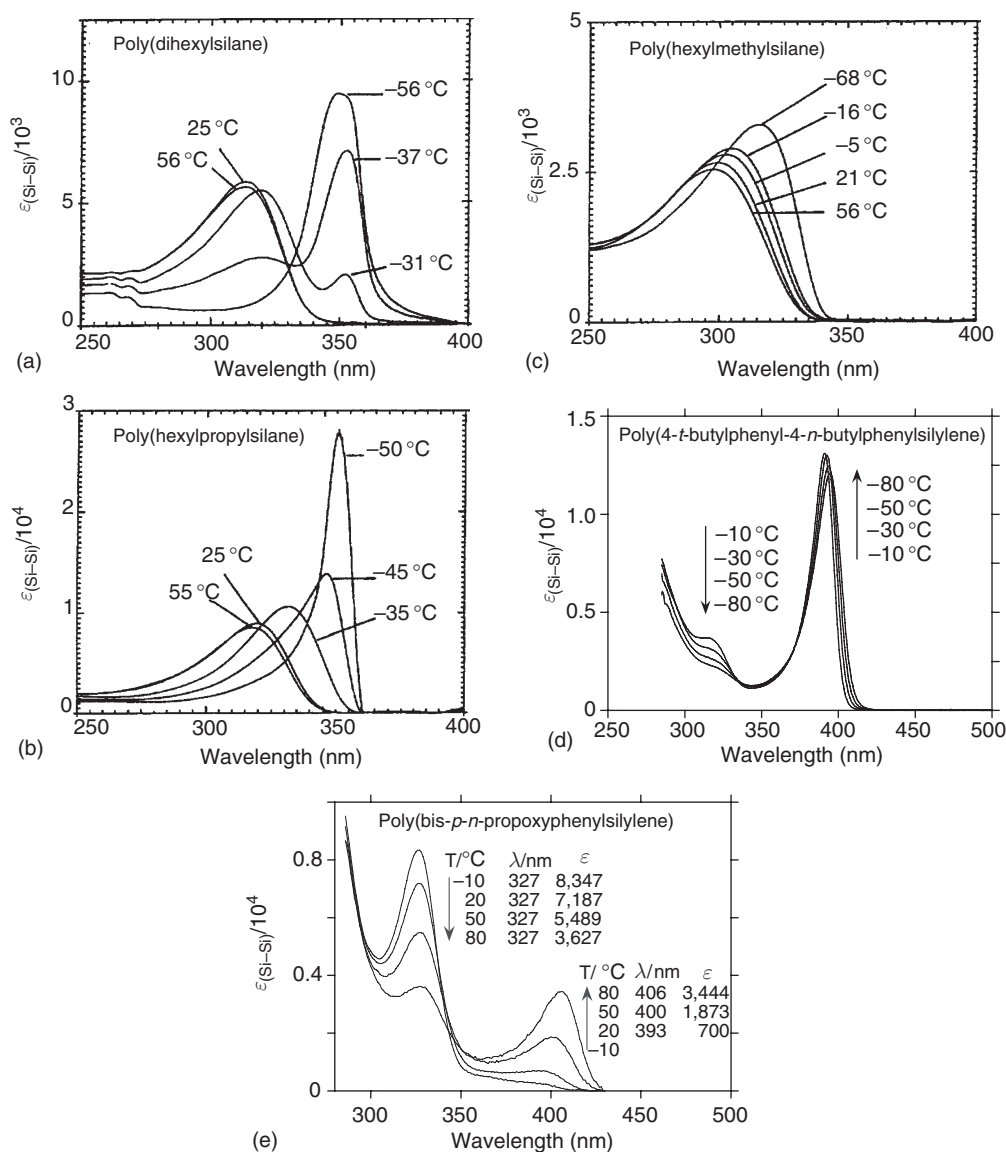 Poly(dihexylsilane)
10
5
0
ε(Si–Si)/10³
–56 °C
25 °C
56 °C
–37 °C
–31 °C
250 300 350 400
Wavelength (nm)
(a)
Poly(hexylmethylsilane)
5
2.5
0
ε(Si–Si)/10³
–68 °C
–16 °C
–5 °C
21 °C
56 °C
250 300 350 400
Wavelength (nm)
(c)
Poly(hexylpropylsilane)
3
2
1
0
ε(Si–Si)/10⁴
–50 °C
25 °C
55 °C
–45 °C
–35 °C
250 300 350 400
Wavelength (nm)
(b)
Poly(4-t-butylphenyl-4-n-butylphenylsilylene)
1.5
1.0
0.5
0
ε(Si–Si)/10⁴
–10 °C
–30 °C
–50 °C
–80 °C
–80 °C
–50 °C
–30 °C
–10 °C
250 300 350 400 450 500
Wavelength (nm)
(d)
Poly(bis-p-n-propoxyphenylsilylene)
0.8
0.4
0
ε(Si–Si)/10⁴
T/°C λ/nm ε
–10 327 8,347
20 327 7,187
50 327 5,489
80 327 3,627
T/ °C λ/nm ε
80 406 3,444
50 400 1,873
20 393 700
–10
300 350 400 450 500
Wavelength (nm)
(e)